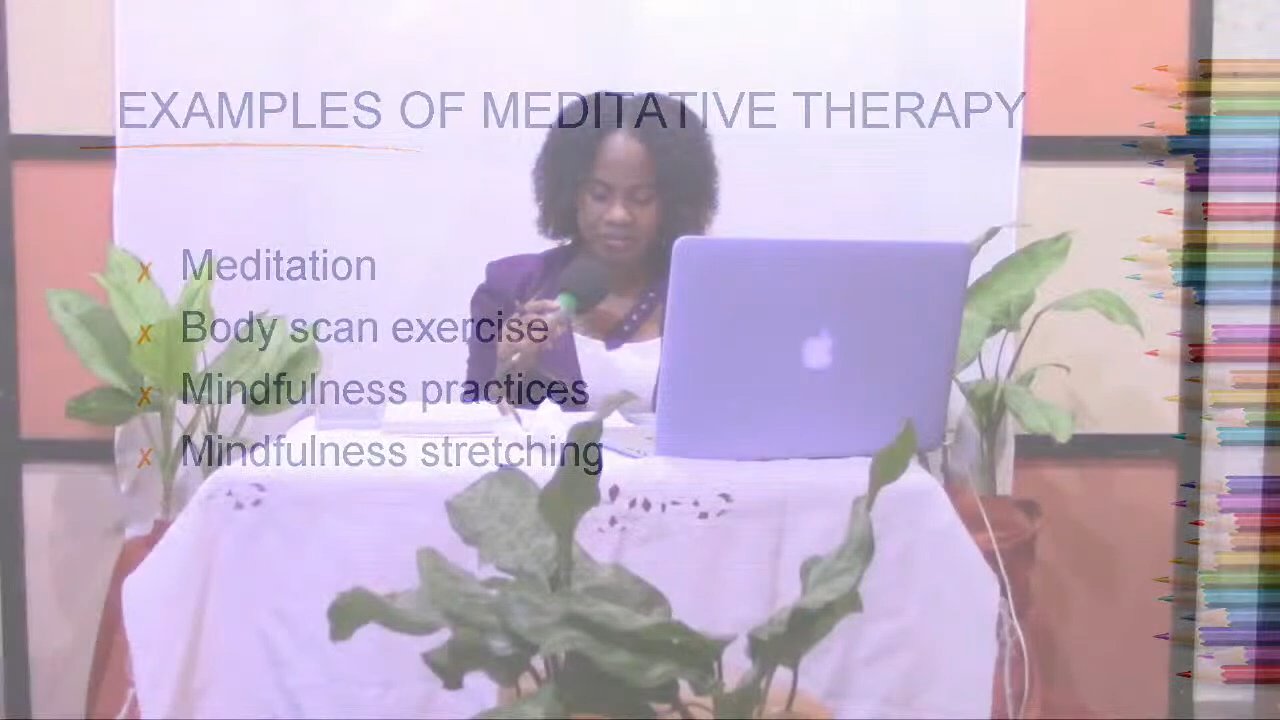 EXAMPLES OF MEDITATIVE THERAPY
Meditation
Body scan exercise
Mindfulness practices
Mindfulness stretching